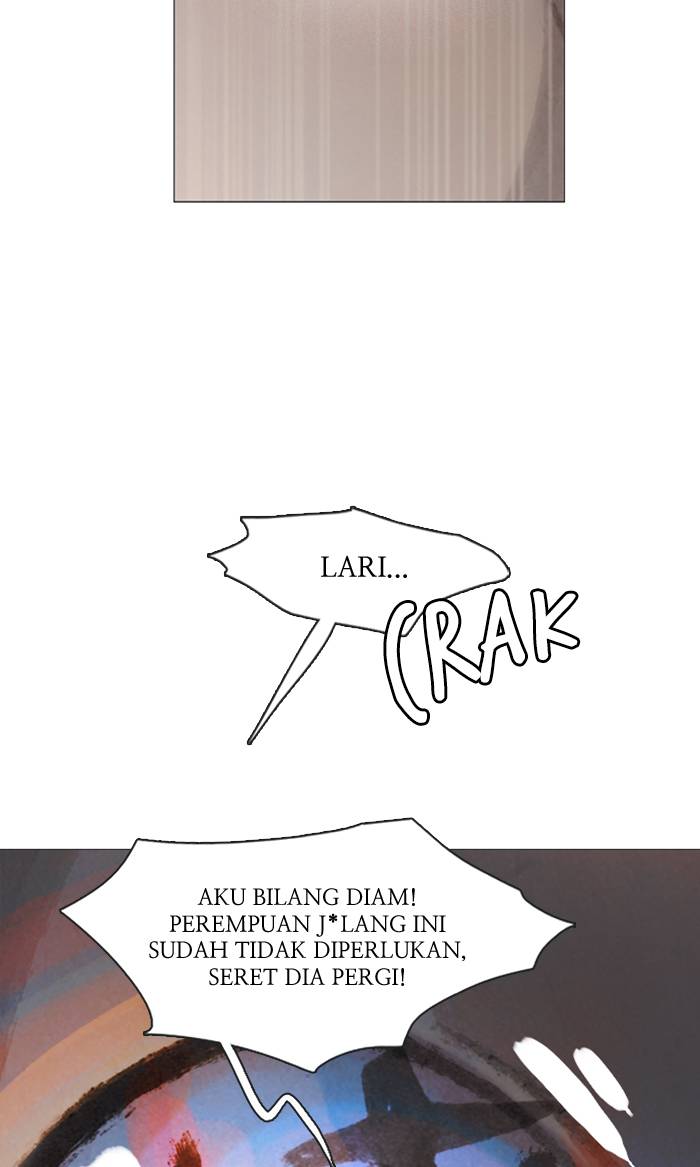 LARI...
CRAK
AKU BILANG DIAM!
PEREMPUAN J*LANG INI
SUDAH TIDAK DIPERLUKAN,
SERET DIA PERGI!